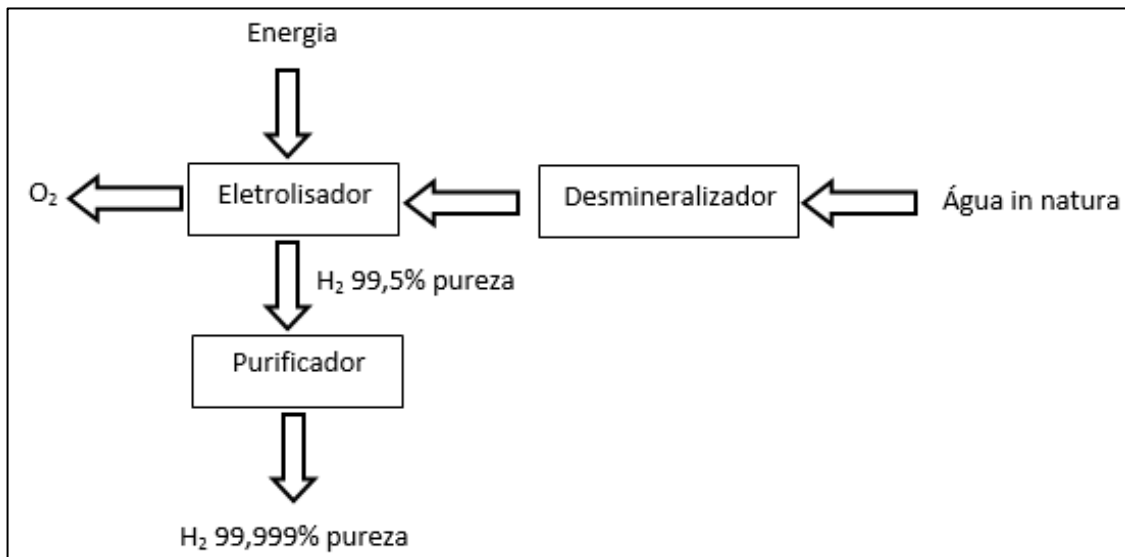 Energia
O₂
Eletrolisador
Desmineralizador
Água in natura
H₂ 99,5% pureza
Purificador
H₂ 99,999% pureza